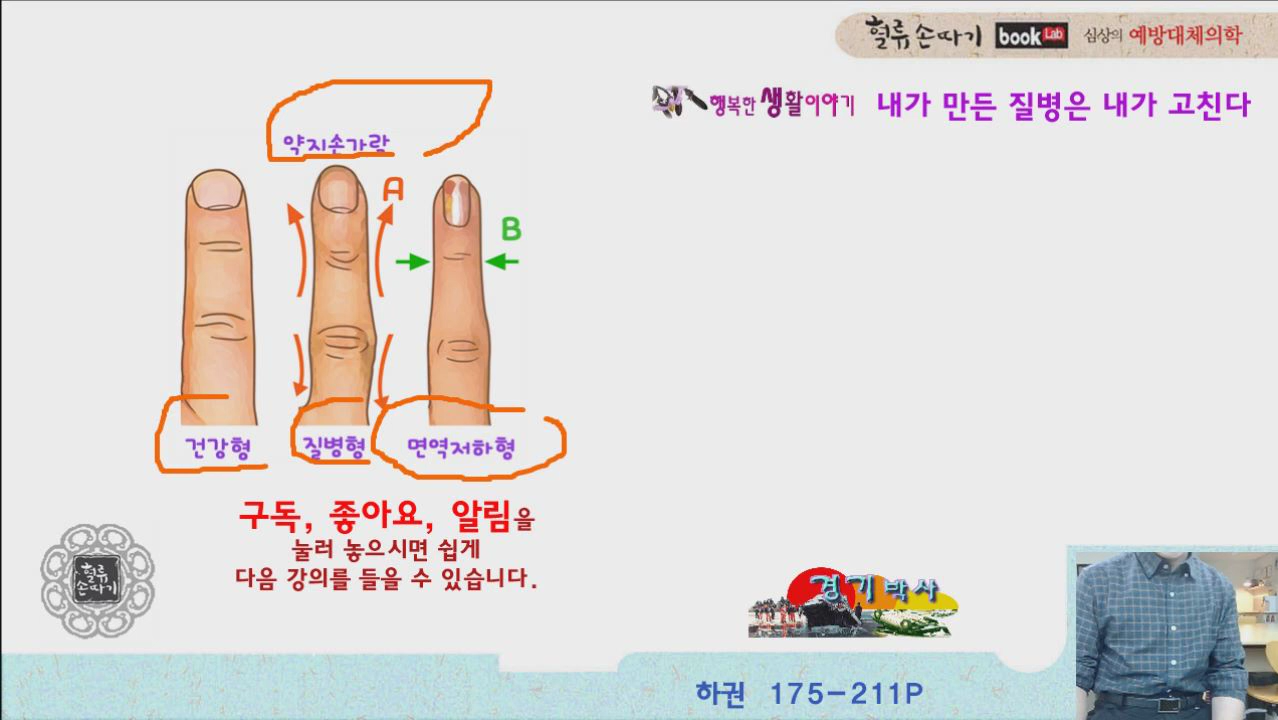 혈류 손따기 book Lab 심상의 예방대체의학
행복한 생활이야기 내가 만든 질병은 내가 고친다
약지손가락
A
B
건강형 질병형 면역저하형
구독, 좋아요, 알림을
눌러 놓으시면 쉽게
다음 강의를 들을 수 있습니다.
혈류
손따기
경기박사
하권 175-211P